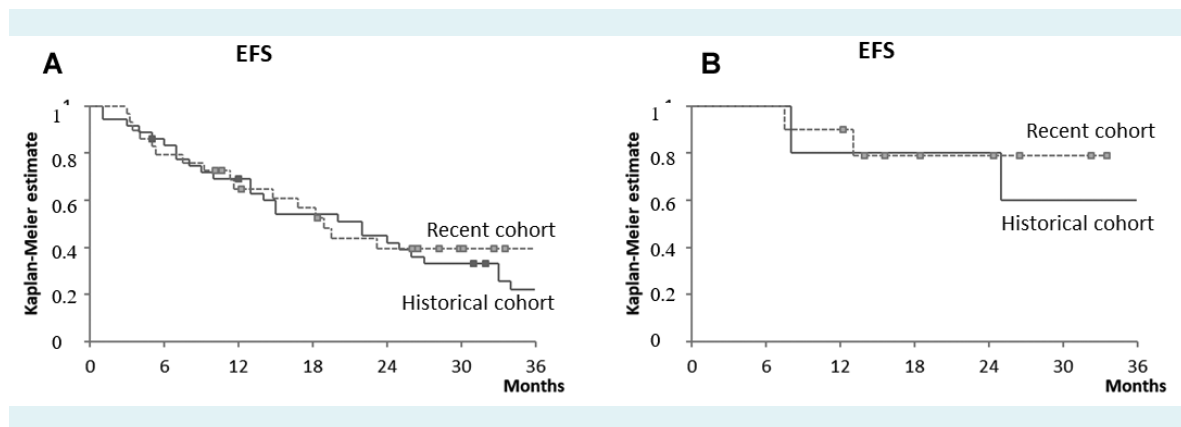 A
EFS
Kaplan-Meier estimate
1
0.8
0.6
0.4
0.2
0
Recent cohort
Historical cohort
0 6 12 18 24 30 36
Months
B
EFS
Kaplan-Meier estimate
1
0.8
0.6
0.4
0.2
0
Recent cohort
Historical cohort
0 6 12 18 24 30 36
Months